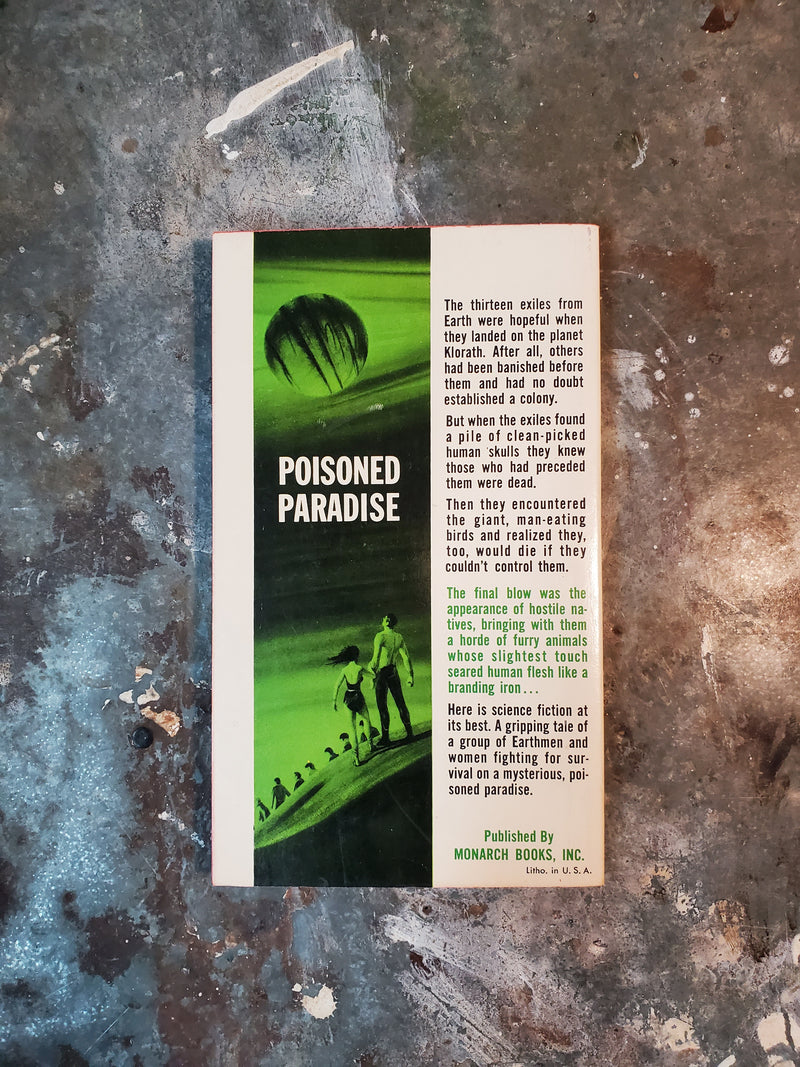 POISONED
PARADISE
The thirteen exiles from
Earth were hopeful when
they landed on the planet
Klorath. After all, others
had been banished before
them and had no doubt
established a colony.
But when the exiles found
a pile of clean-picked
human skulls they knew
those who had preceded
them were dead.
Then they encountered
the giant, man-eating
birds and realized they,
too, would die if they
couldn't control them.
The final blow was the
appearance of hostile na-
tives, bringing with them
a horde of furry animals
whose slightest touch
seared human flesh like a
branding iron...
Here is science fiction at
its best. A gripping tale of
a group of Earthmen and
women fighting for sur-
vival on a mysterious, poi-
soned paradise.
Published By
MONARCH BOOKS, INC.
Litho. in U. S. A.